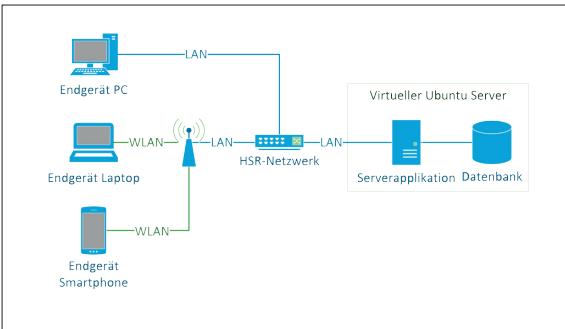 LAN
Endgerät PC
Virtueller Ubuntu Server
WLAN
LAN
LAN
HSR-Netzwerk
Endgerät Laptop
Serverapplikation
Datenbank
WLAN
Endgerät
Smartphone